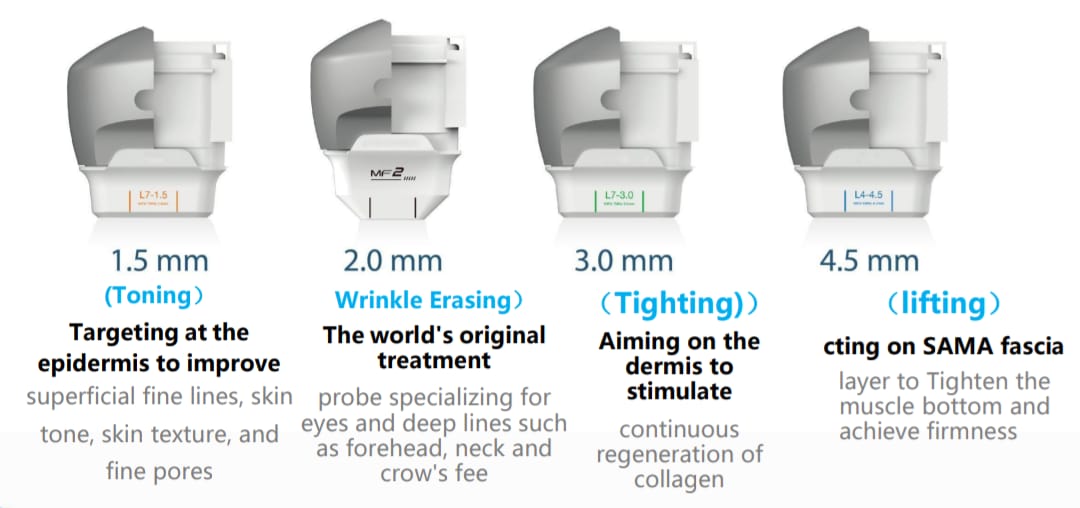 L7-1.5
MF2
L7-3.0
L4-4.5
1.5 mm
(Toning）
Targeting at the
epidermis to improve
superficial fine lines, skin
tone, skin texture, and
fine pores
2.0 mm
Wrinkle Erasing）
The world's original
treatment
probe specializing for
eyes and deep lines such
as forehead, neck and
crow's fee
3.0 mm
（Tighting)）
Aiming on the
dermis to
stimulate
continuous
regeneration of
collagen
4.5 mm
（lifting）
cting on SAMA fascia
layer to Tighten the
muscle bottom and
achieve firmness